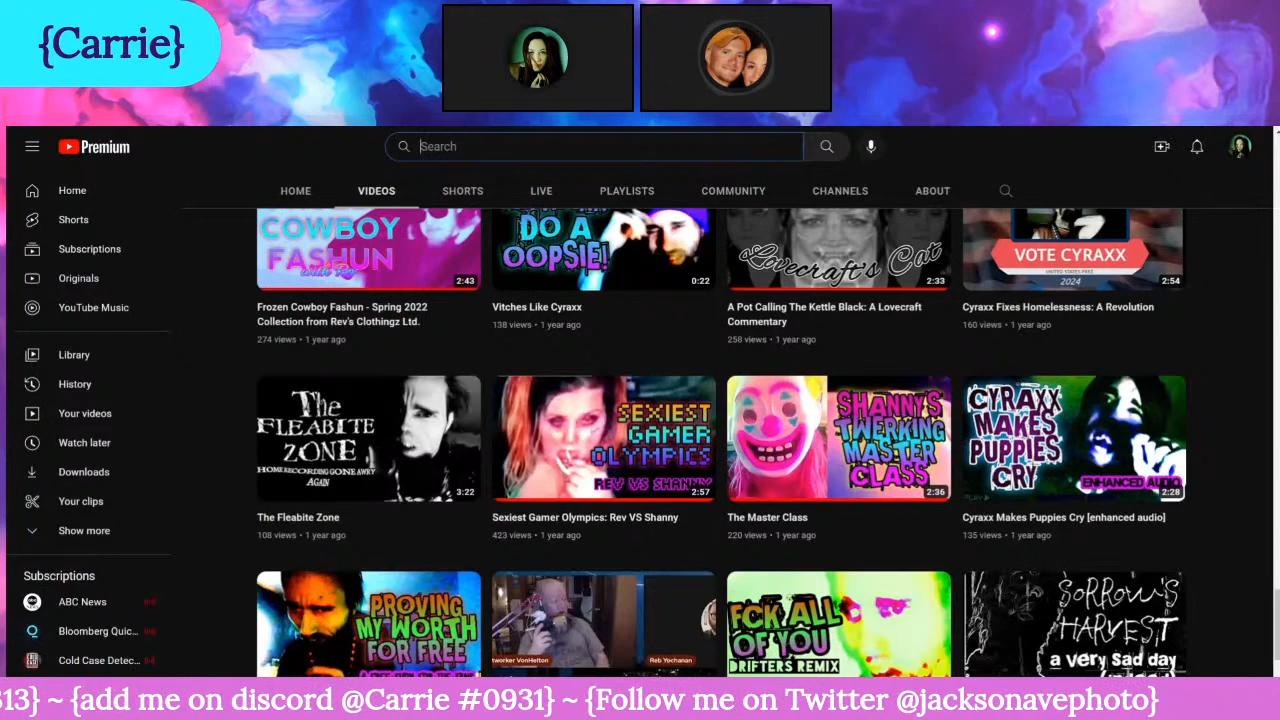 {Carrie}
Premium
Search
HOME VIDEOS SHORTS LIVE PLAYLISTS COMMUNITY CHANNELS ABOUT
Home
Shorts
Subscriptions
Originals
YouTube Music
Library
History
Your videos
Watch later
Downloads
Your clips
Show more
Subscriptions
ABC News
Bloomberg Quic...
Cold Case Detec...
COWBOY
FASHUN
2:43
Frozen Cowboy Fashun - Spring 2022
Collection from Rev's Clothingz Ltd.
274 views • 1 year ago
DO A
OOPSIE!
0:22
Vitches Like Cyraxx
138 views • 1 year ago
Lovecraft's Cat
2:33
A Pot Calling The Kettle Black: A Lovecraft
Commentary
258 views • 1 year ago
VOTE CYRAXX
UNITED STATES PREZ
2024
2:54
Cyraxx Fixes Homelessness: A Revolution
160 views • 1 year ago
The
FLEABITE
ZONE
HOME RECORDING GONE AWRY
AGAIN
3:22
The Fleabite Zone
108 views • 1 year ago
SEXIEST
GAMER
OLYMPICS
REV VS SHANNY
2:57
Sexiest Gamer Olympics: Rev VS Shanny
423 views • 1 year ago
SHANNY'S
TWERKING
MASTER
CLASS
2:36
The Master Class
220 views • 1 year ago
CYRAXX
MAKES
PUPPIES
CRY
ENHANCED AUDIO
2:28
Cyraxx Makes Puppies Cry [enhanced audio]
135 views • 1 year ago
PROVING
MY WORTH
FOR FREE
tworker VonHelton
Reb Yochanan
FCK ALL
OF YOU
DRIFTERS REMIX
SORROW'S
HARVEST
a very sad day
313} ~ {add me on discord @Carrie #0931} ~ {Follow me on Twitter @jacksonavephoto}